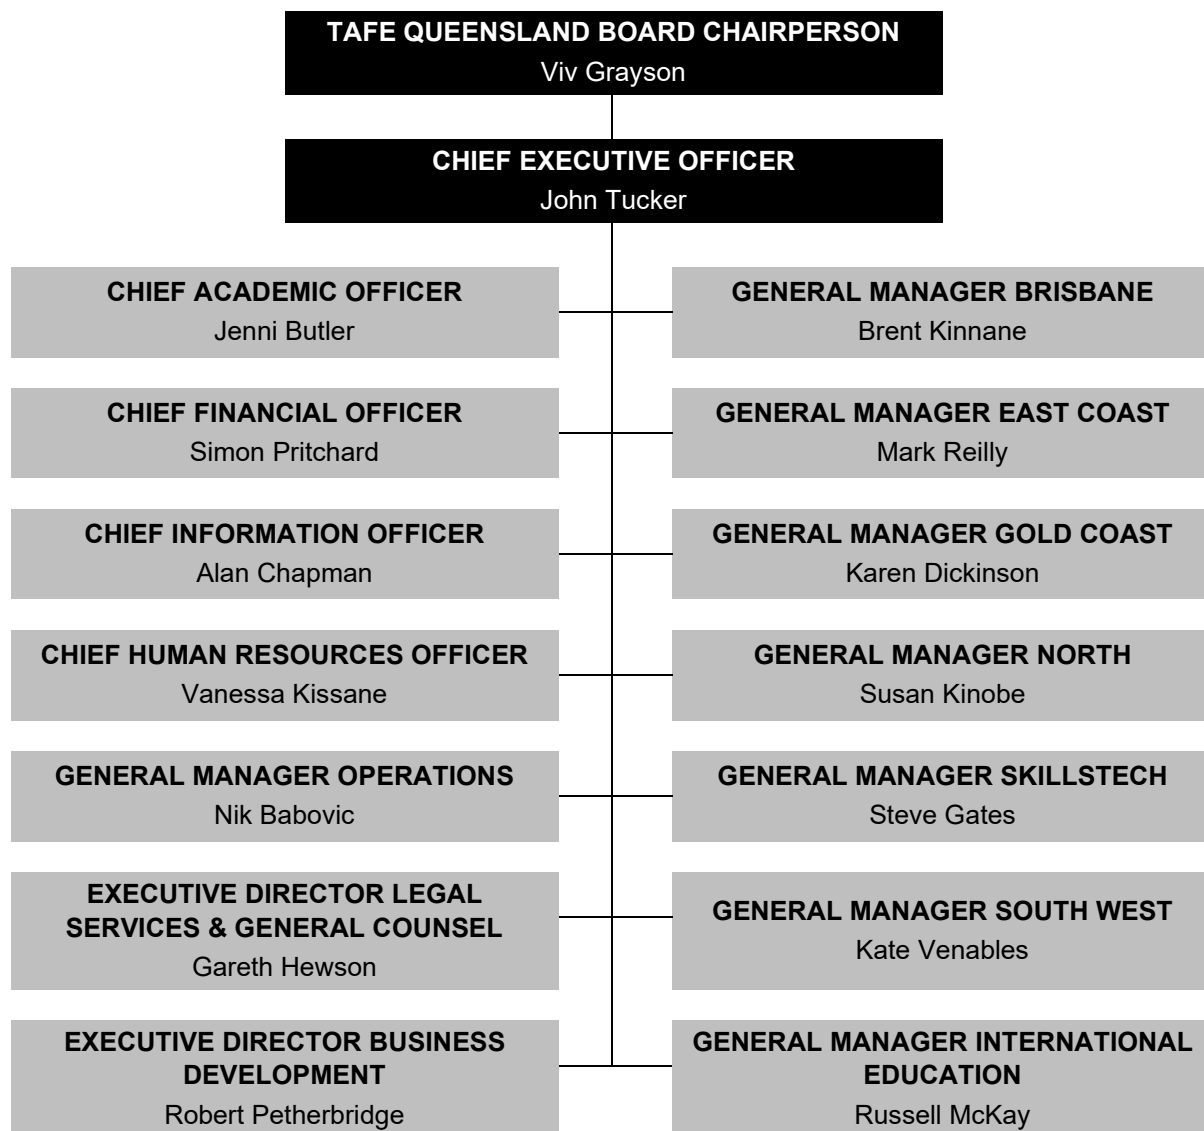 TAFE QUEENSLAND BOARD CHAIRPERSON
Viv Grayson
CHIEF EXECUTIVE OFFICER
John Tucker
CHIEF ACADEMIC OFFICER
Jenni Butler
GENERAL MANAGER BRISBANE
Brent Kinnane
CHIEF FINANCIAL OFFICER
Simon Pritchard
GENERAL MANAGER EAST COAST
Mark Reilly
CHIEF INFORMATION OFFICER
Alan Chapman
GENERAL MANAGER GOLD COAST
Karen Dickinson
CHIEF HUMAN RESOURCES OFFICER
Vanessa Kissane
GENERAL MANAGER NORTH
Susan Kinobe
GENERAL MANAGER OPERATIONS
Nik Babovic
GENERAL MANAGER SKILLSTECH
Steve Gates
EXECUTIVE DIRECTOR LEGAL
SERVICES & GENERAL COUNSEL
Gareth Hewson
GENERAL MANAGER SOUTH WEST
Kate Venables
EXECUTIVE DIRECTOR BUSINESS
DEVELOPMENT
Robert Petherbridge
GENERAL MANAGER INTERNATIONAL
EDUCATION
Russell McKay